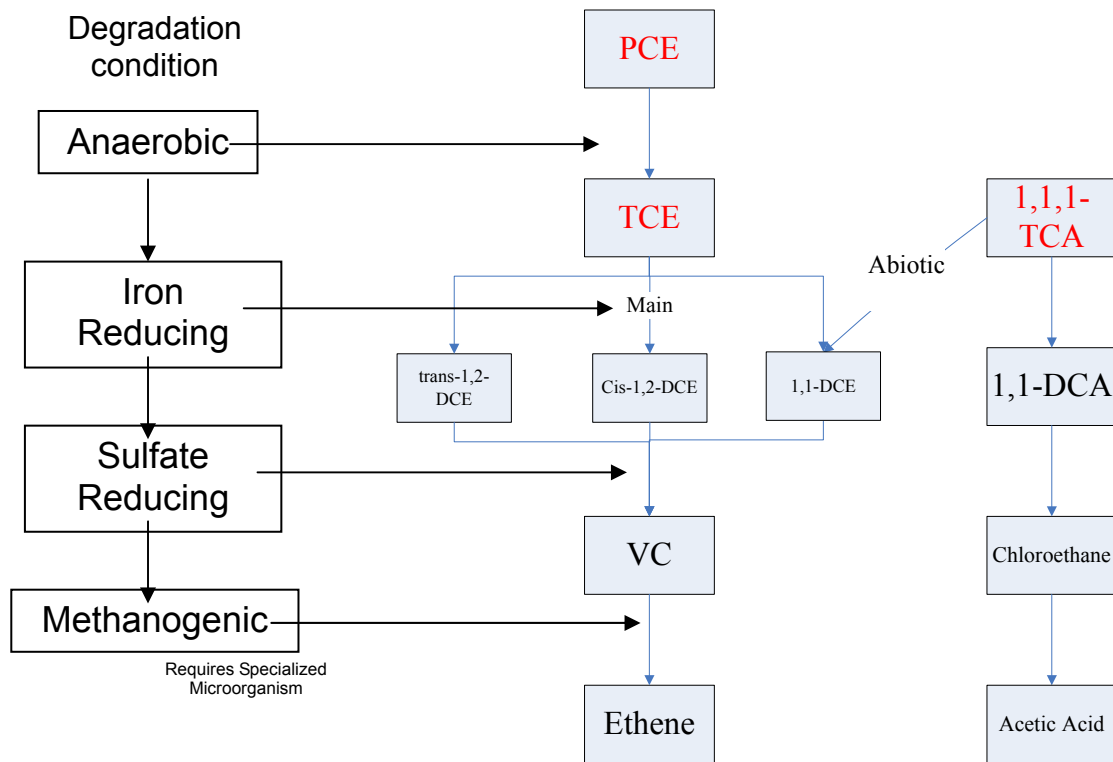 Degradation
condition
PCE
Anaerobic
TCE
1,1,1-
TCA
Abiotic
Iron
Reducing
Main
trans-1,2-
DCE
Cis-1,2-DCE
1,1-DCE
1,1-DCA
Sulfate
Reducing
VC
Chloroethane
Methanogenic
Requires Specialized
Microorganism
Ethene
Acetic Acid